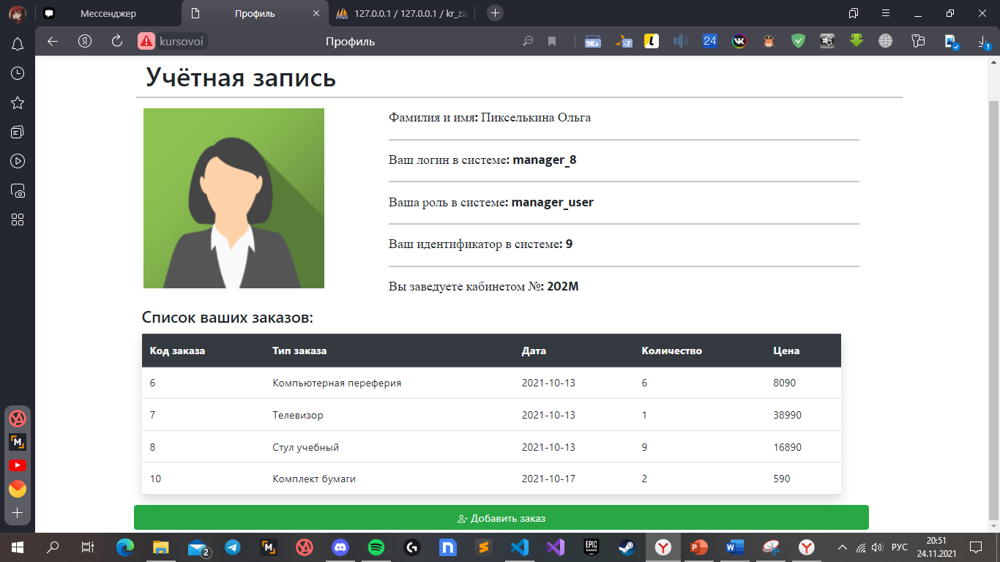 Мессенджер
Профиль
127.0.0.1 / 127.0.0.1 / kr_za
kursovoi
Профиль
9K+
-7
24
1
Учётная запись
Фамилия и имя: Пикселькина Ольга
Ваш логин в системе: manager_8
Ваша роль в системе: manager_user
Ваш идентификатор в системе: 9
Вы заведуете кабинетом №: 202М
Список ваших заказов:
Код заказа Тип заказа Дата Количество Цена
6 Компьютерная переферия 2021-10-13 6 8090
7 Телевизор 2021-10-13 1 38990
8 Стул учебный 2021-10-13 9 16890
10 Комплект бумаги 2021-10-17 2 590
Добавить заказ
2
EPIC GAMES
РУС
20:51
24.11.2021